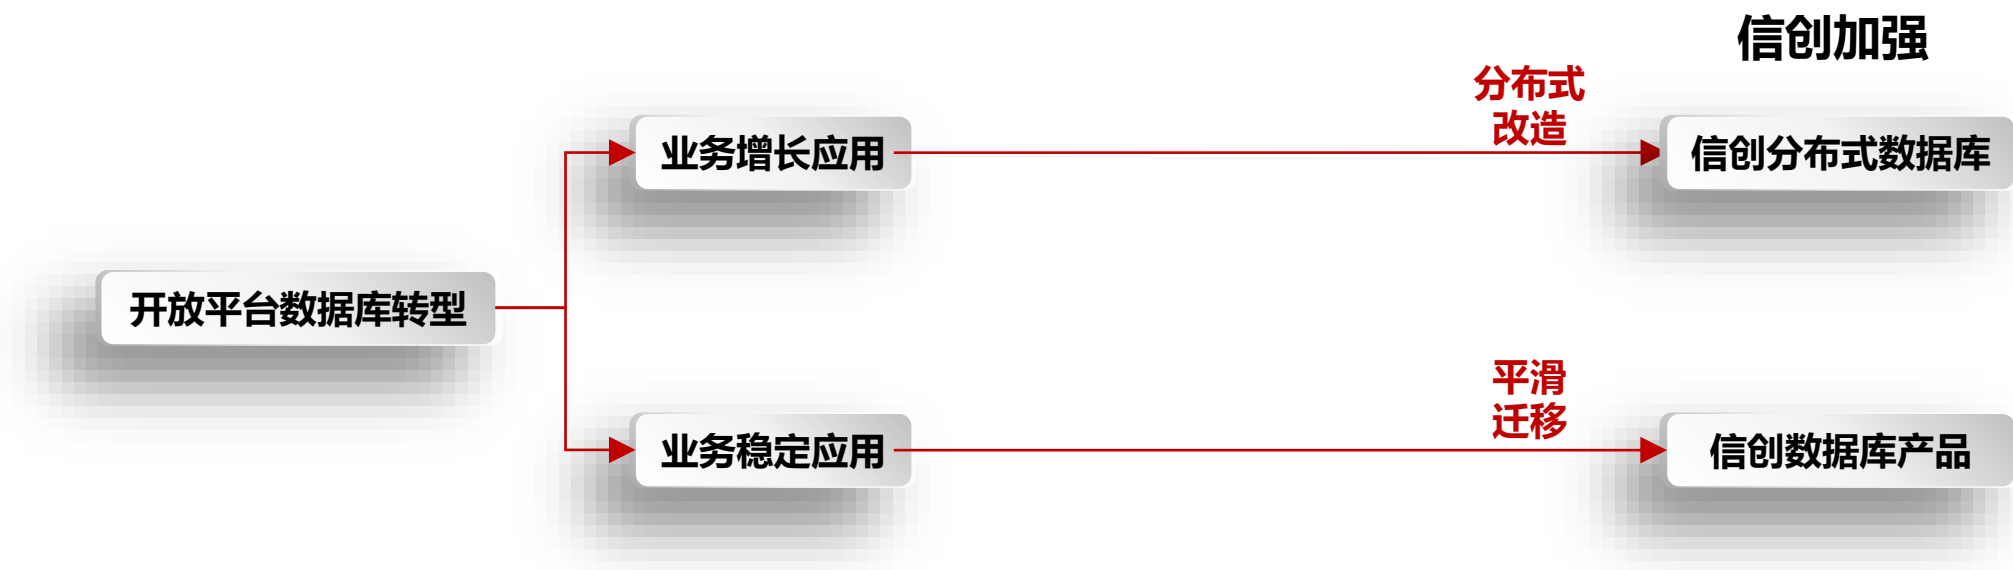 信创加强
分布式
改造
业务增长应用
信创分布式数据库
开放平台数据库转型
平滑
迁移
业务稳定应用
信创数据库产品